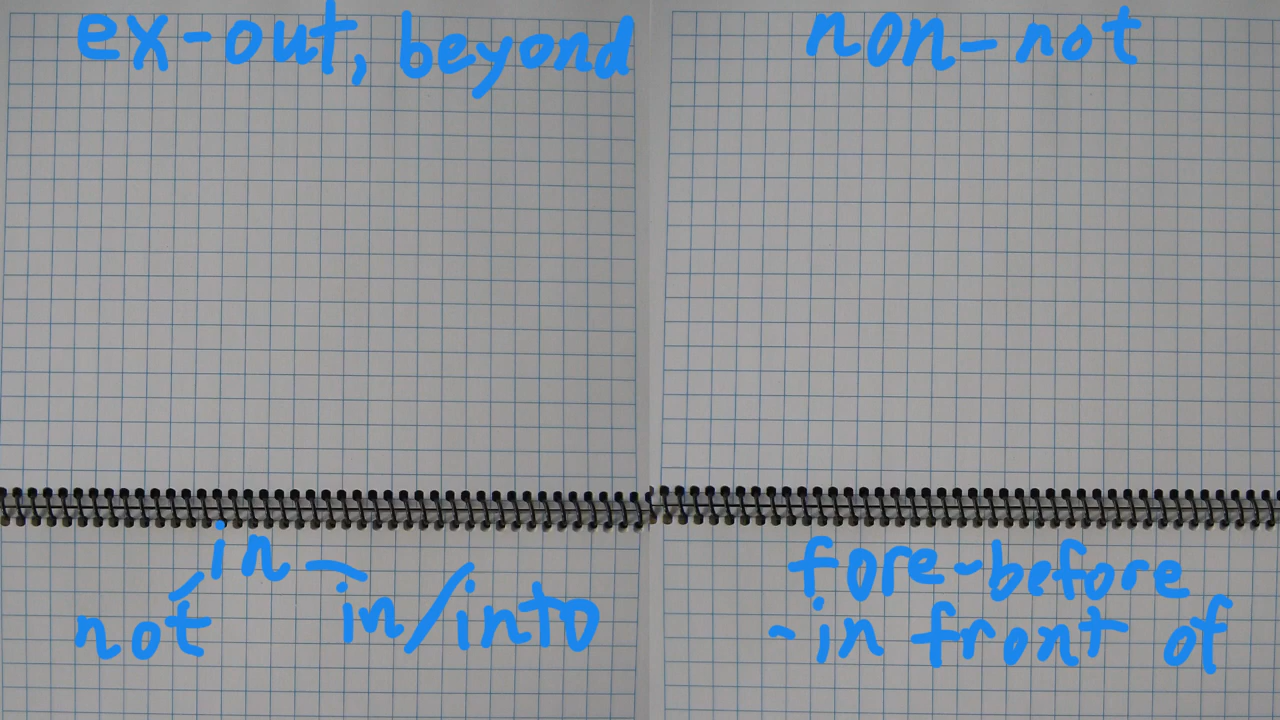 ex-out, beyond
non-not
in
not in/into
fore-before
-in front of